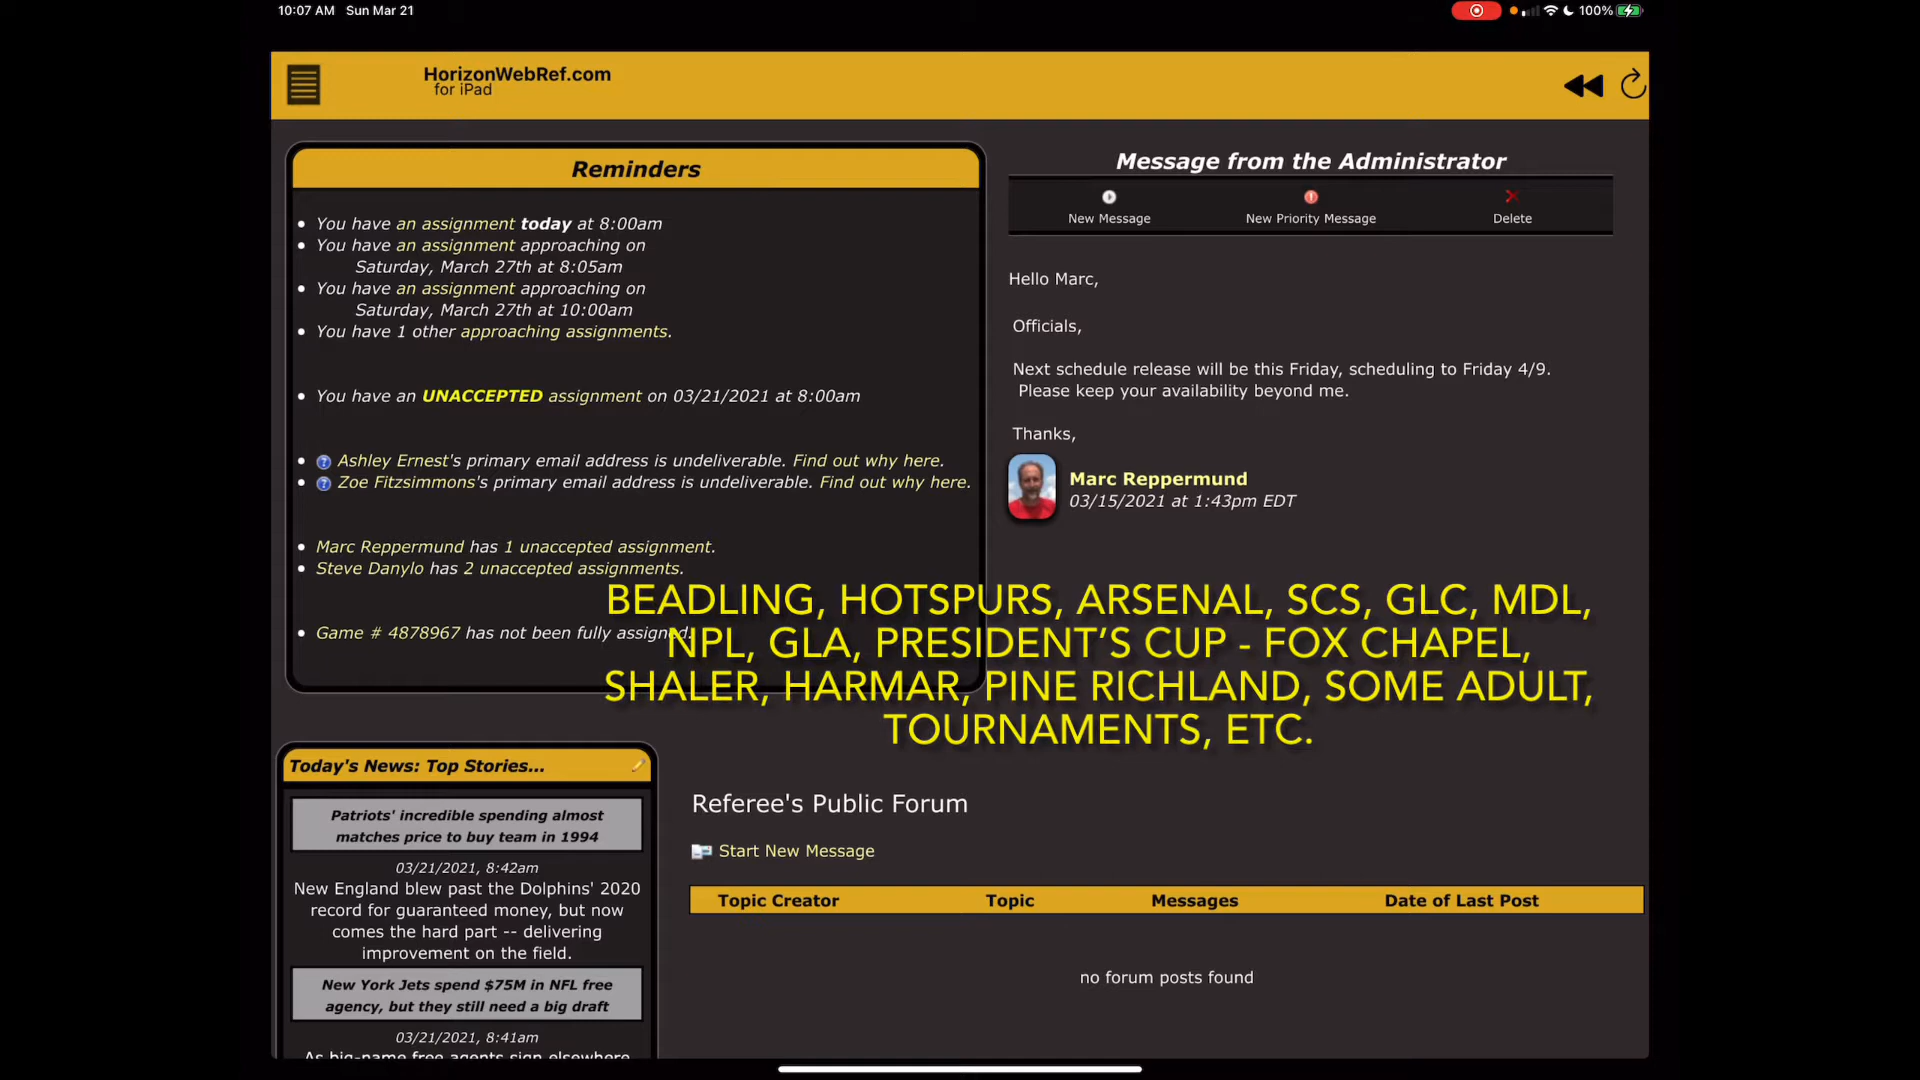 10:07 AM Sun Mar 21
100%
HorizonWebRef.com
for iPad
Reminders
You have an assignment today at 8:00am
You have an assignment approaching on
Saturday, March 27th at 8:05am
You have an assignment approaching on
Saturday, March 27th at 10:00am
You have 1 other approaching assignments.
You have an UNACCEPTED assignment on 03/21/2021 at 8:00am
Ashley Ernest's primary email address is undeliverable. Find out why here.
Zoe Fitzsimmons's primary email address is undeliverable. Find out why here.
Marc Reppermund has 1 unaccepted assignment.
Steve Danylo has 2 unaccepted assignments.
Game # 4878967 has not been fully assigned.
Message from the Administrator
New Message
New Priority Message
Delete
Hello Marc,
Officials,
Next schedule release will be this Friday, scheduling to Friday 4/9.
Please keep your availability beyond me.
Thanks,
Marc Reppermund
03/15/2021 at 1:43pm EDT
BEADLING, HOTSPURS, ARSENAL, SCS, GLC, MDL,
NPL, GLA, PRESIDENT’S CUP - FOX CHAPEL,
SHALER, HARMAR, PINE RICHLAND, SOME ADULT,
TOURNAMENTS, ETC.
Today's News: Top Stories...
Patriots' incredible spending almost
matches price to buy team in 1994
03/21/2021, 8:42am
New England blew past the Dolphins' 2020
record for guaranteed money, but now
comes the hard part -- delivering
improvement on the field.
New York Jets spend $75M in NFL free
agency, but they still need a big draft
03/21/2021, 8:41am
As big-name free agents sign elsewhere
Referee's Public Forum
Start New Message
Topic Creator
Topic
Messages
Date of Last Post
no forum posts found